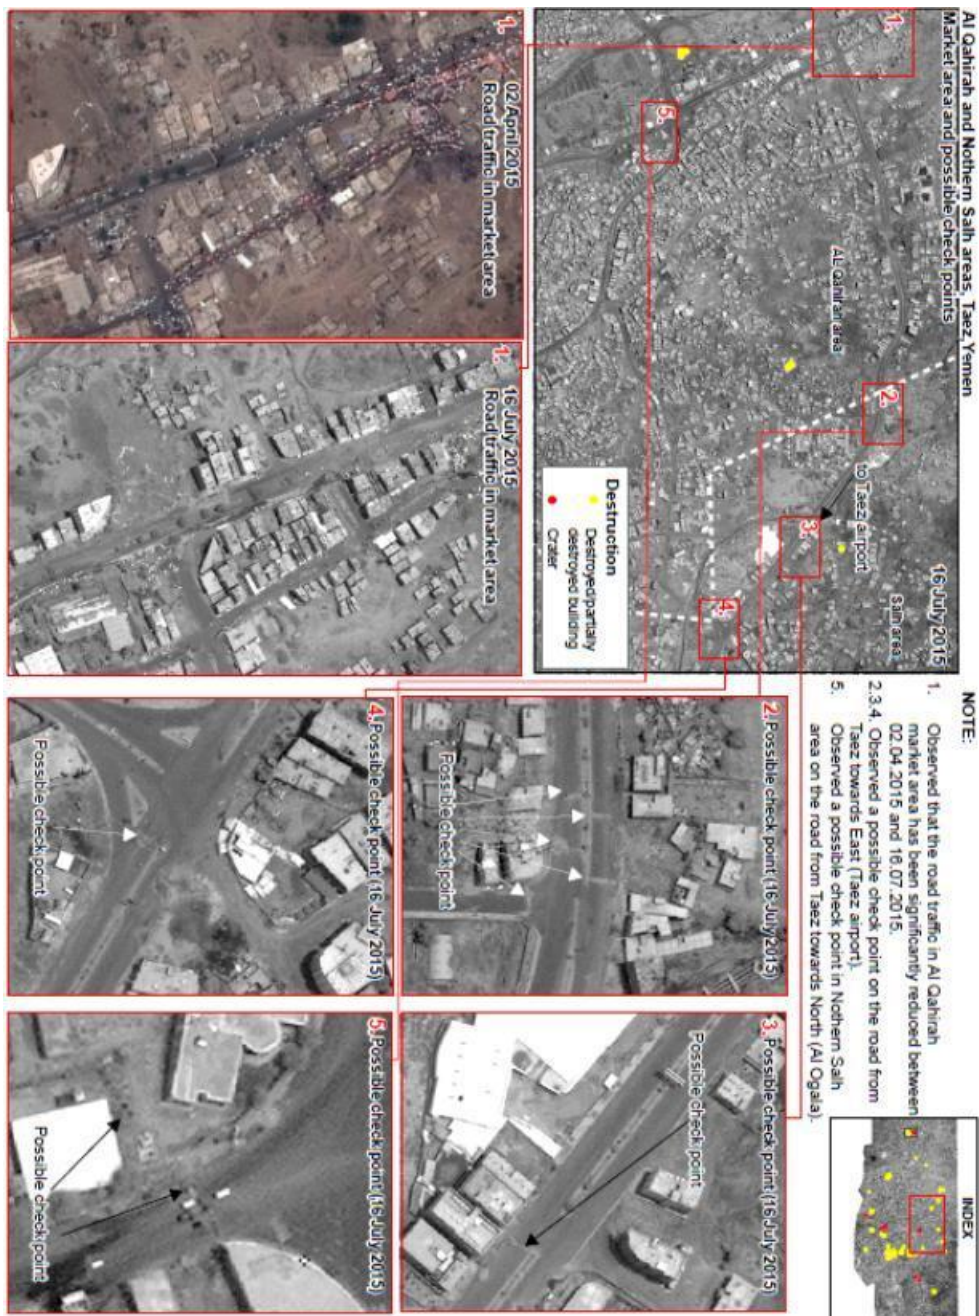 Al Qahirah and Nothern Salh areas, Taez, Yemen
Market area and possible check points
16 July 2015
1.
2.
3.
4.
5.
AL qahirah area
Salh area
to Taez airport
Destruction
Destroyed/partially
destroyed building
Crater
NOTE:
1. Observed that the road traffic in Al Qahirah
market area has been significantly reduced between
02.04.2015 and 16.07.2015.
2.3.4. Observed a possible check point on the road from
Taez towards East (Taez airport).
5. Observed a possible check point in Nothern Salh
area on the road from Taez towards North (Al Ogala).
INDEX
1.
02 April 2015
Road traffic in market area
1.
16 July 2015
Road traffic in market area
2. Possible check point (16 July 2015)
Possible check point
3. Possible check point (16 July 2015)
Possible check point
4. Possible check point (16 July 2015)
Possible check point
5. Possible check point (16 July 2015)
Possible check point